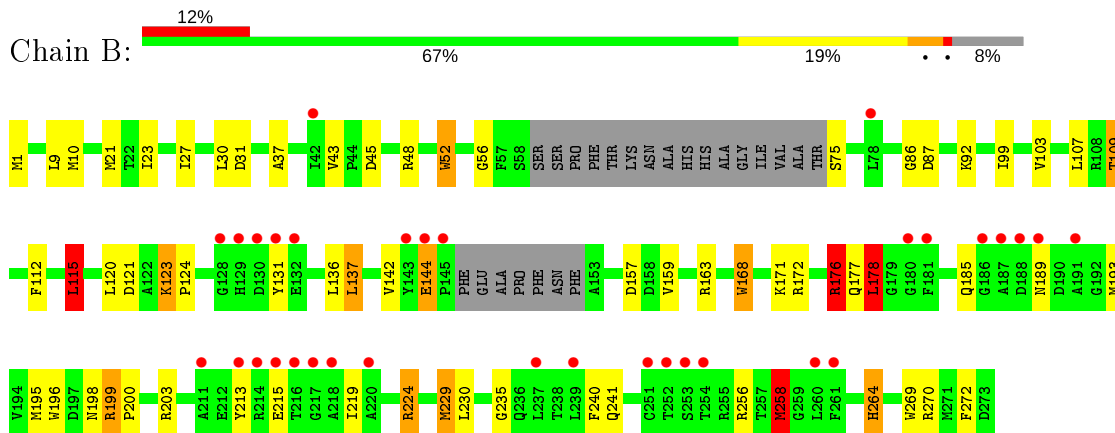 12%
Chain B:
67% 19% • • 8%
M1 L9 M10 M21 T22 I23 I27 L30 D31 A37 I42 V43 P44 D45 R48 W52 G56 F57 S58 SER SER PRO PHE THR LYS ASN ALA HIS HIS ALA GLY ILE VAL ALA THR S75 L78 G86 D87 K92 I99 V103 L107 R108 T109
F112 L115 L120 D121 A122 K123 P124 G128 H129 D130 Y131 E132 L136 L137 V142 Y143 E144 P145 PHE GLU ALA PRO PHE ASN PHE A153 D157 D158 V159 R163 W168 K171 R172 R176 Q177 L178 G179 G180 F181 Q185 G186 A187 D188 N189 D190 A191 G192 M193
V194 M195 W196 D197 N198 R199 P200 R203 A211 E212 Y213 R214 E215 T216 G217 A218 I219 A220 R224 M229 L230 G235 Q236 L237 T238 L239 F240 Q241 C251 T252 S253 T254 R255 R256 T257 M258 G259 L260 F261 H264 W269 R270 M271 F272 D273